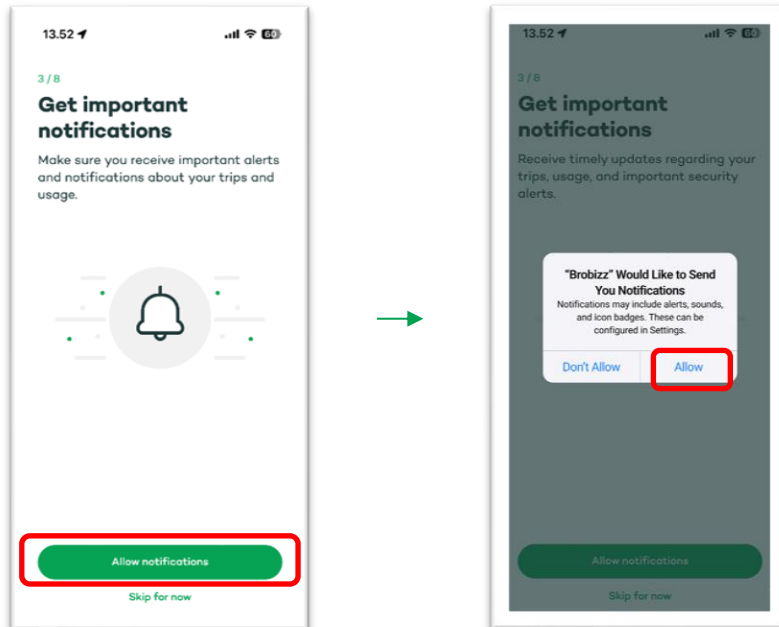 13.52
60
3 / 8
Get important
notifications
Make sure you receive important alerts
and notifications about your trips and
usage.
Allow notifications
Skip for now
13.52
60
3 / 8
Get important
notifications
Receive timely updates regarding your
trips, usage, and important security
alerts.
“Brobizz” Would Like to Send
You Notifications
Notifications may include alerts, sounds,
and icon badges. These can be
configured in Settings.
Don’t Allow
Allow
Allow notifications
Skip for now